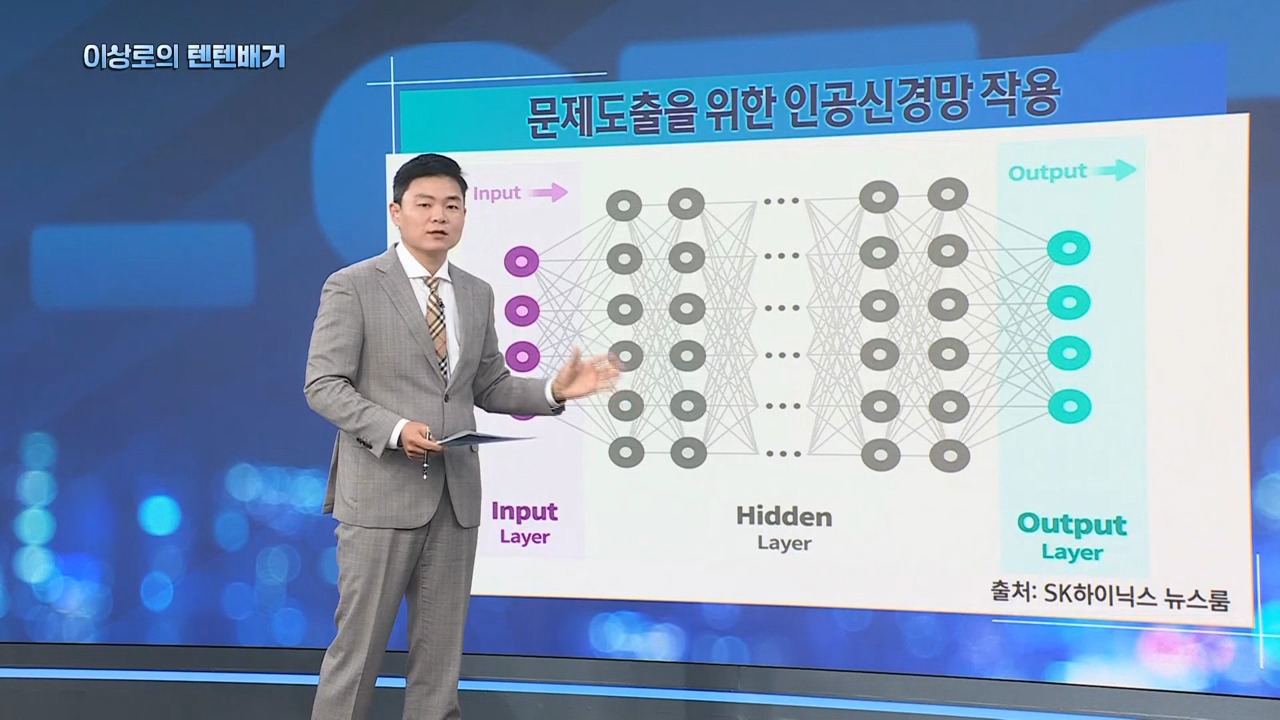 이상로의 텐텐배거
문제도출을 위한 인공신경망 작용
Input
Output
Input
Layer
Hidden
Layer
Output
Layer
출처: SK하이닉스 뉴스룸